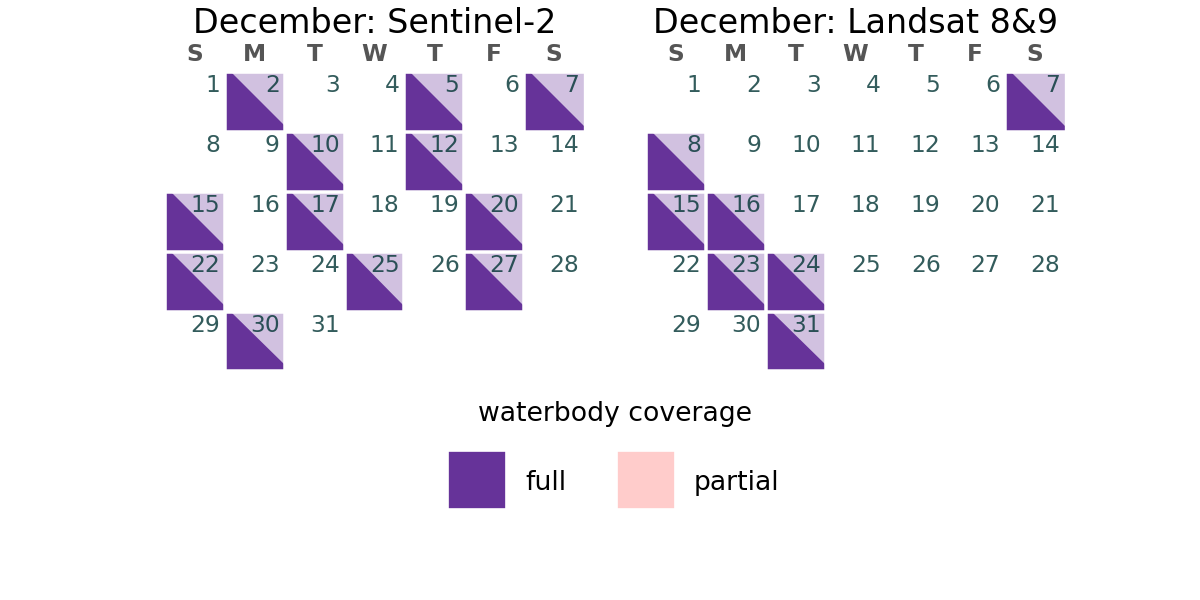 December: Sentinel-2
S M T W T F S
1 2 3 4 5 6 7
8 9 10 11 12 13 14
15 16 17 18 19 20 21
22 23 24 25 26 27 28
29 30 31
December: Landsat 8&9
S M T W T F S
1 2 3 4 5 6 7
8 9 10 11 12 13 14
15 16 17 18 19 20 21
22 23 24 25 26 27 28
29 30 31
waterbody coverage
full partial